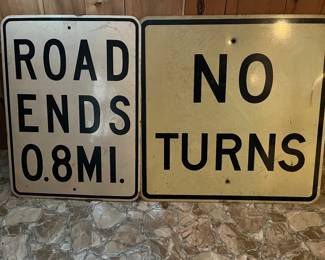 ROAD
ENDS
0.8MI.
NO
TURNS